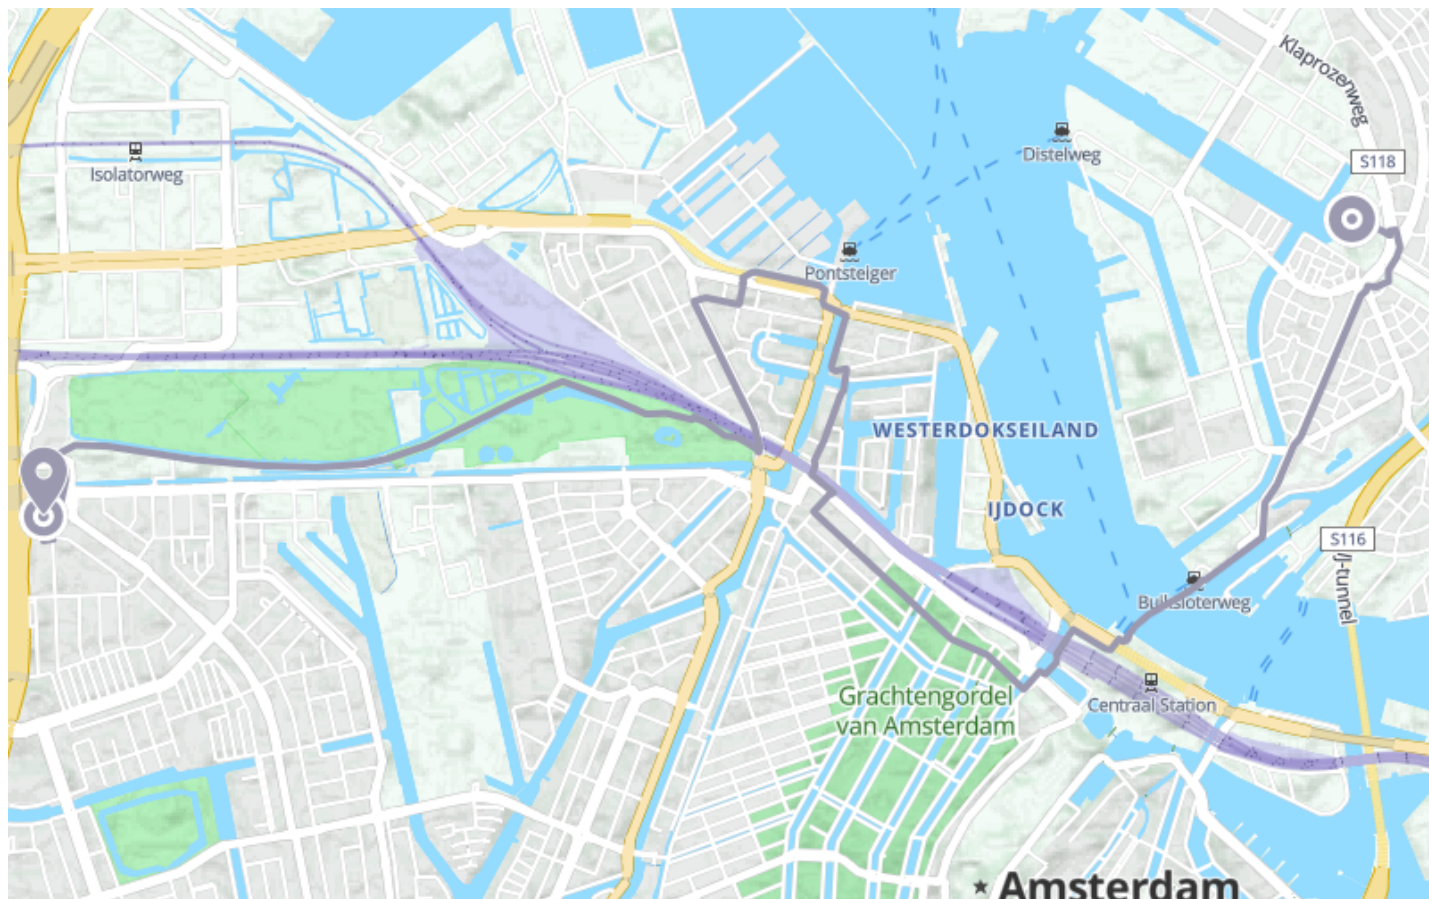 Klaprozenweg
S118
Distelweg
Isolatorweg
Pontsteiger
WESTERDOKSEILAND
IJDOCK
S116
IJ-tunnel
Buiksloterweg
Grachtengordel
van Amsterdam
Centraal Station
Amsterdam